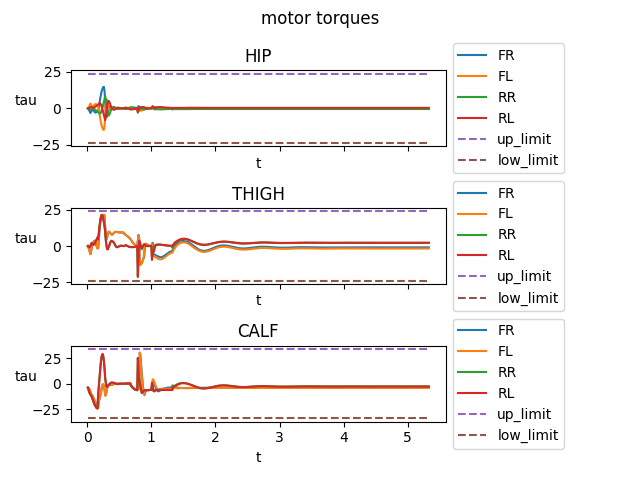 motor torques
HIP
25
0
−25
tau
t
FR
FL
RR
RL
up_limit
low_limit
THIGH
25
0
−25
tau
t
FR
FL
RR
RL
up_limit
low_limit
CALF
25
0
−25
tau
0 1 2 3 4 5
t
FR
FL
RR
RL
up_limit
low_limit